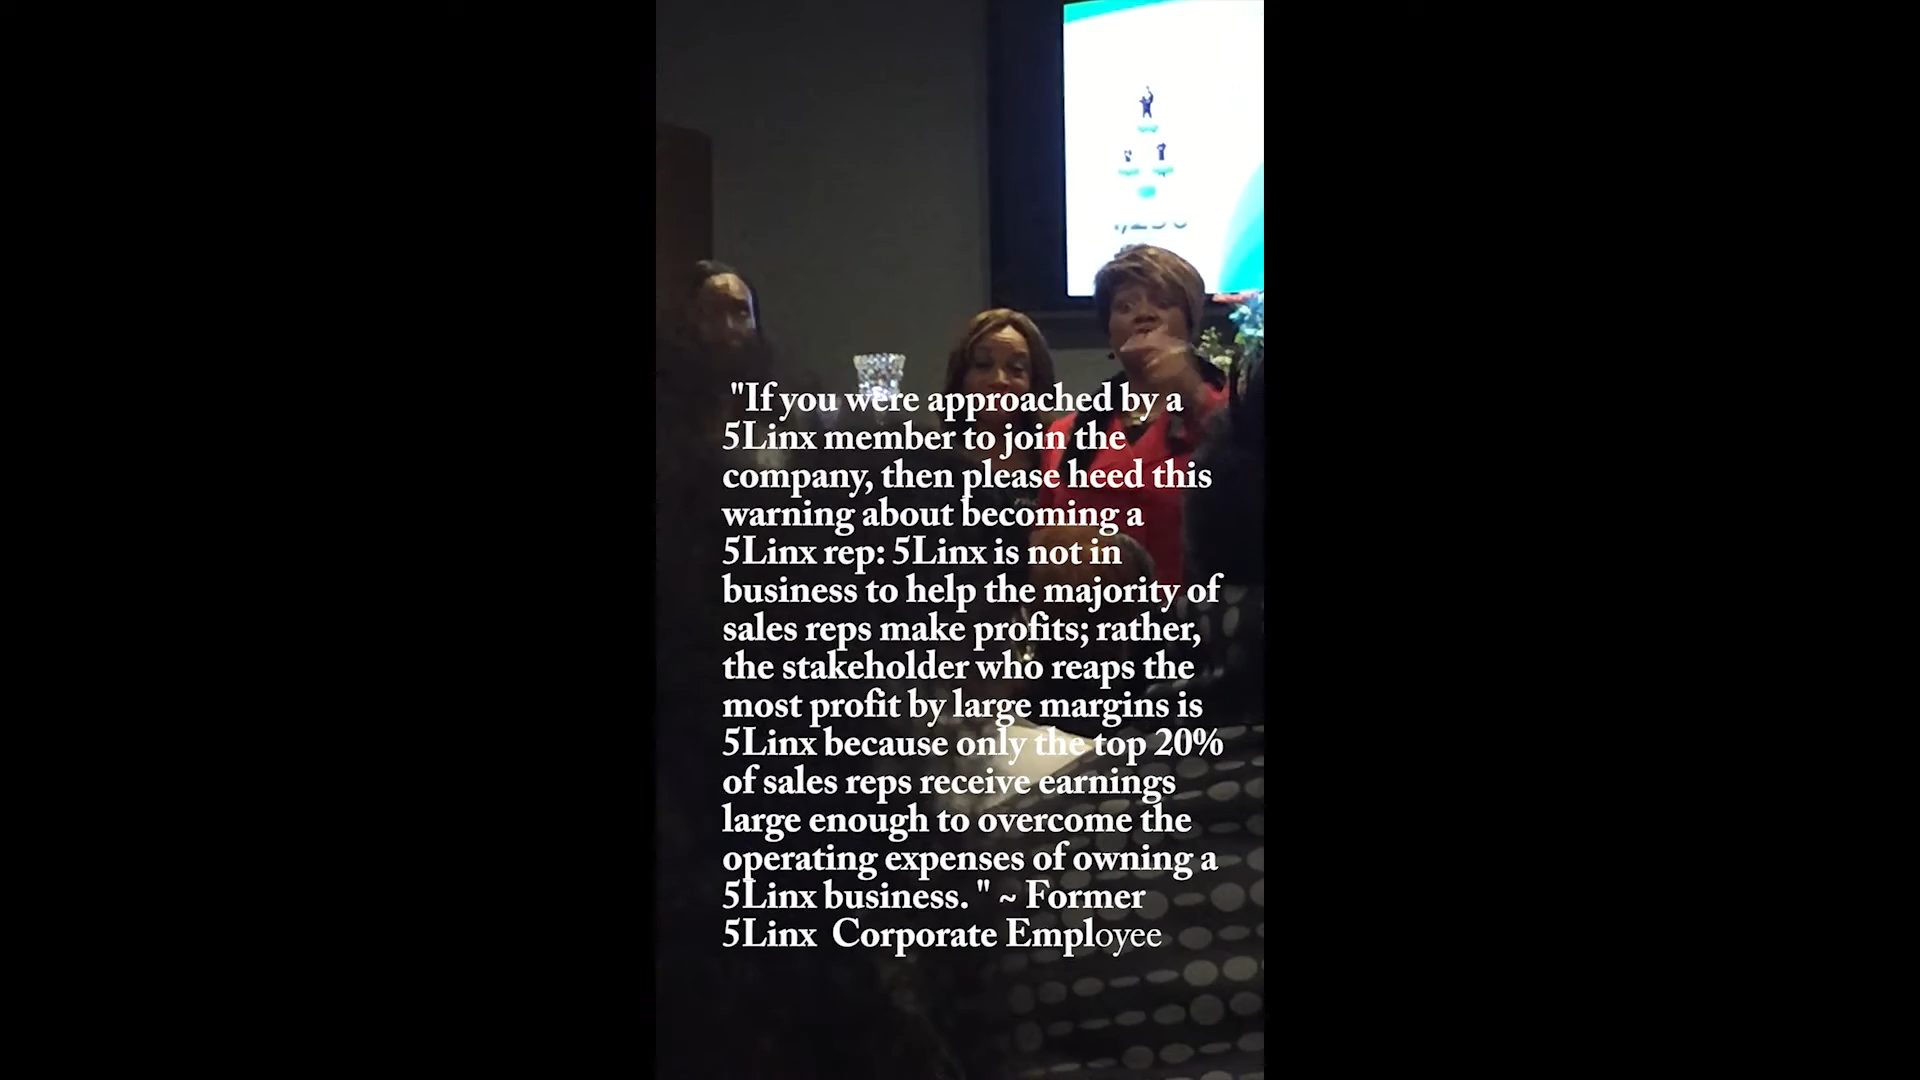 "If you were approached by a
5Linx member to join the
company, then please heed this
warning about becoming a
5Linx rep: 5Linx is not in
business to help the majority of
sales reps make profits; rather,
the stakeholder who reaps the
most profit by large margins is
5Linx because only the top 20%
of sales reps receive earnings
large enough to overcome the
operating expenses of owning a
5Linx business. " ~ Former
5Linx  Corporate Employee